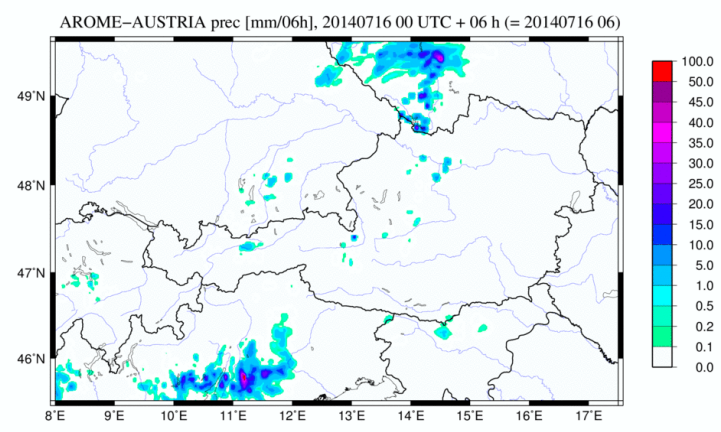 AROME−AUSTRIA prec [mm/06h], 20140716 00 UTC + 06 h (= 20140716 06)
49°N
48°N
47°N
46°N
8°E 9°E 10°E 11°E 12°E 13°E 14°E 15°E 16°E 17°E
100.0
50.0
45.0
40.0
35.0
30.0
25.0
20.0
15.0
10.0
5.0
1.0
0.5
0.2
0.1
0.0